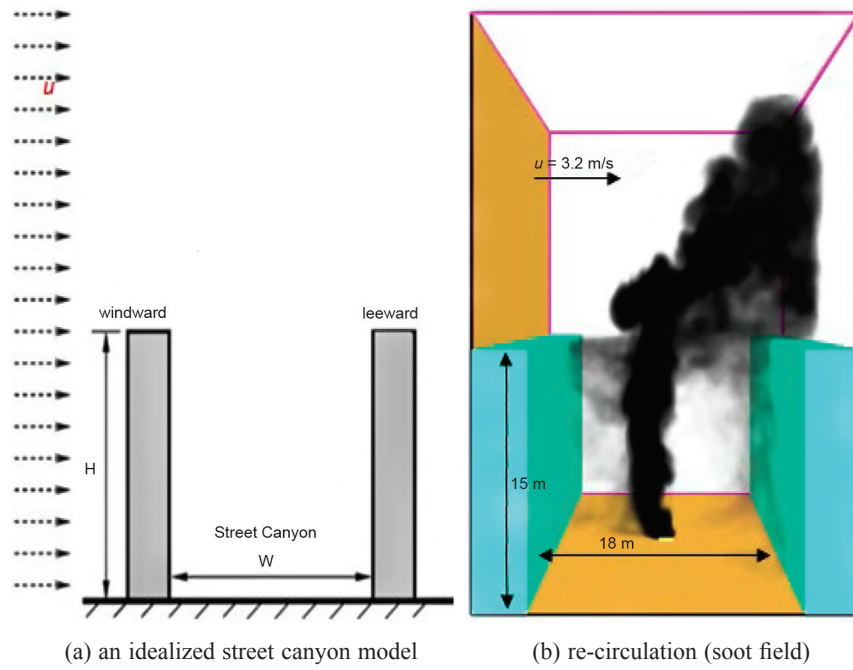 u
windward
leeward
H
Street Canyon
W
(a) an idealized street canyon model
u = 3.2 m/s
15 m
18 m
(b) re-circulation (soot field)